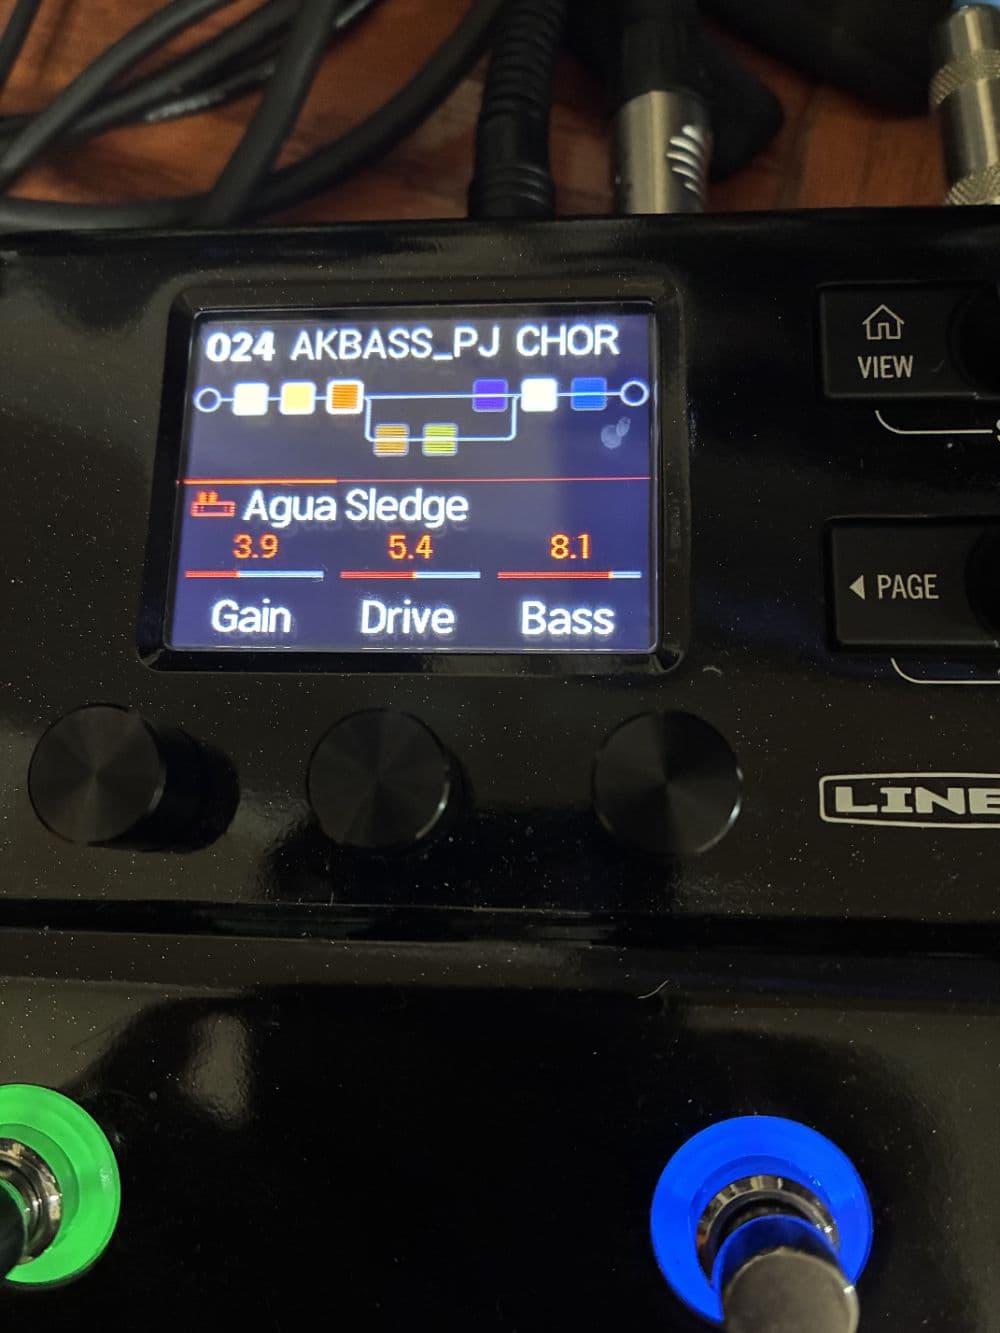 024 AKBASS_PJ CHOR
Agua Sledge
3.9 5.4 8.1
Gain Drive Bass
VIEW
PAGE
LINE